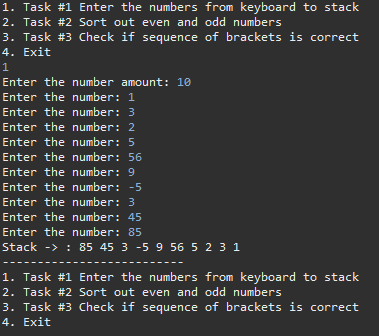 1. Task #1 Enter the numbers from keyboard to stack
2. Task #2 Sort out even and odd numbers
3. Task #3 Check if sequence of brackets is correct
4. Exit
1
Enter the number amount: 10
Enter the number: 1
Enter the number: 3
Enter the number: 2
Enter the number: 5
Enter the number: 56
Enter the number: 9
Enter the number: -5
Enter the number: 3
Enter the number: 45
Enter the number: 85
Stack -> : 85 45 3 -5 9 56 5 2 3 1
--------------------------
1. Task #1 Enter the numbers from keyboard to stack
2. Task #2 Sort out even and odd numbers
3. Task #3 Check if sequence of brackets is correct
4. Exit